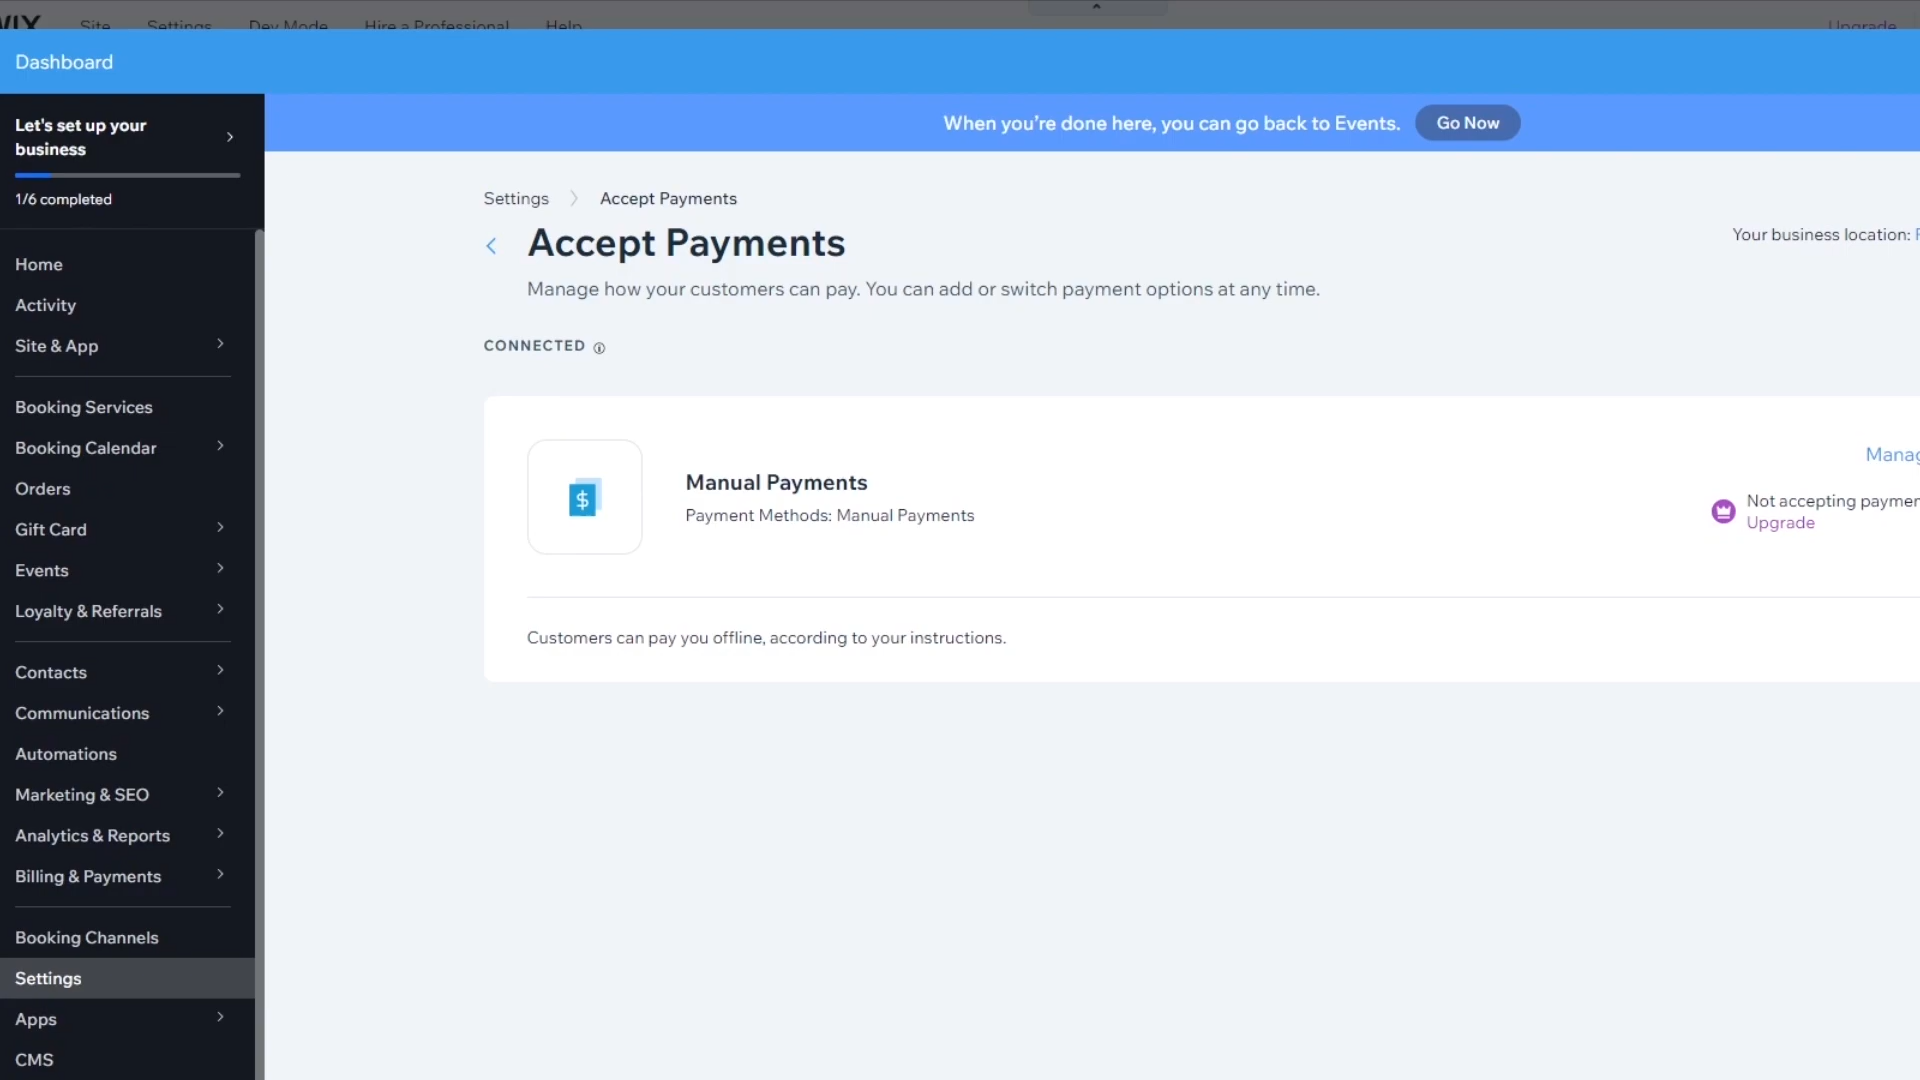 Site Settings Dev Mode Hire a Professional Help Upgrade
Dashboard
Let's set up your
business
1/6 completed
When you're done here, you can go back to Events. Go Now
Home
Activity
Site & App
Booking Services
Booking Calendar
Orders
Gift Card
Events
Loyalty & Referrals
Contacts
Communications
Automations
Marketing & SEO
Analytics & Reports
Billing & Payments
Booking Channels
Settings
Apps
CMS
Settings Accept Payments
Accept Payments
Your business location:
Manage how your customers can pay. You can add or switch payment options at any time.
CONNECTED
$
Manual Payments
Payment Methods: Manual Payments
Manag
Not accepting paymen
Upgrade
Customers can pay you offline, according to your instructions.